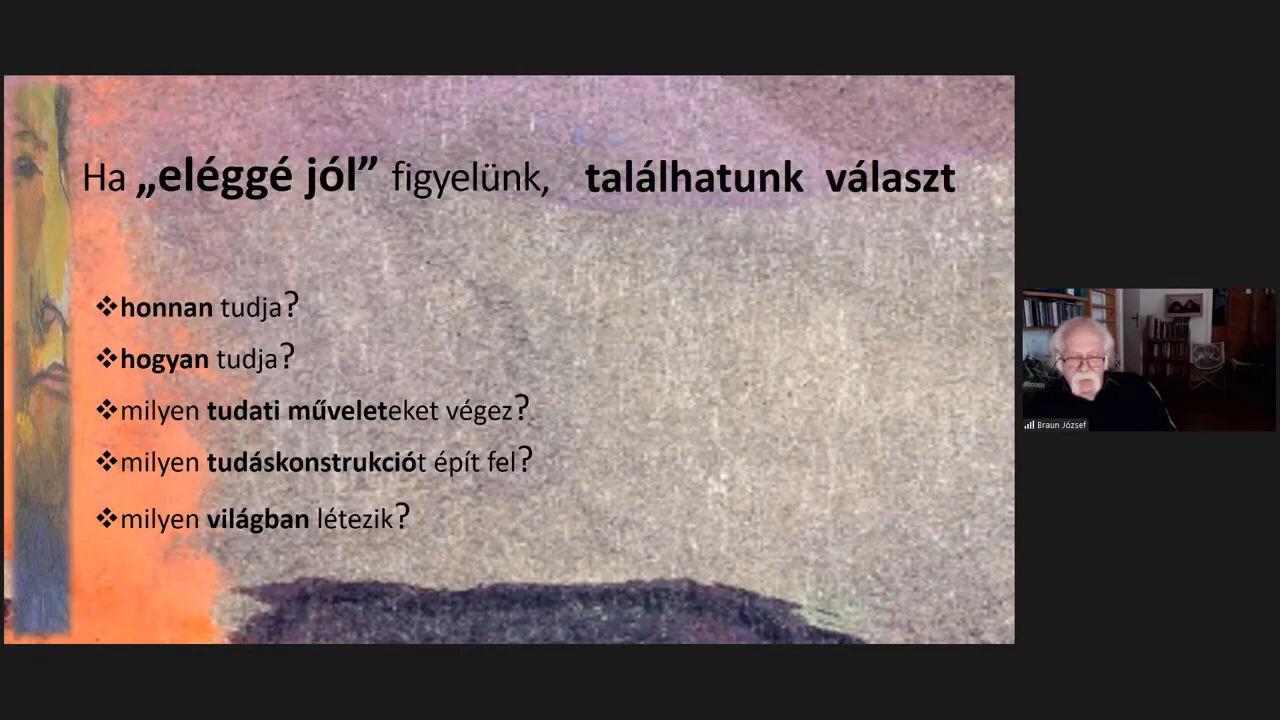 Ha „eléggé jól” figyelünk, találhatunk választ
❖honnan tudja?
❖hogyan tudja?
❖milyen tudati műveleteket végez?
❖milyen tudáskonstrukciót épít fel?
❖milyen világban létezik?
Braun József